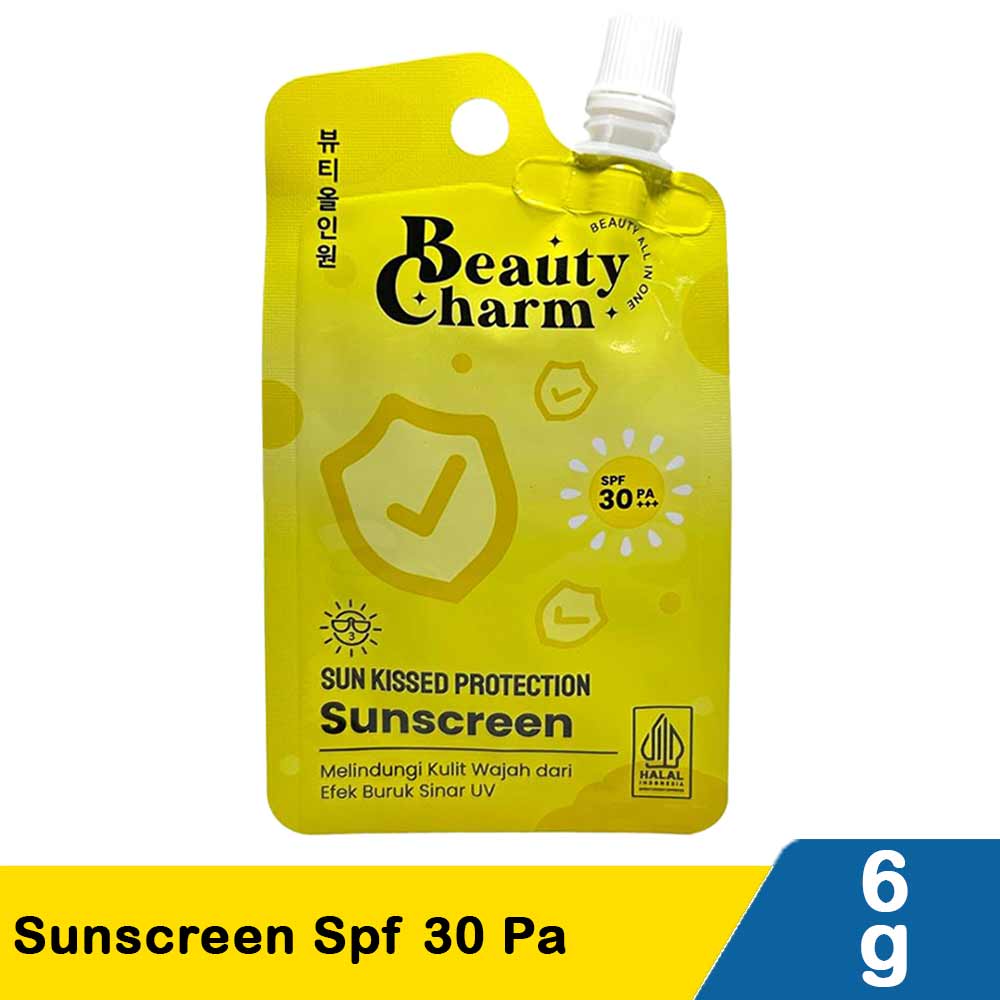 뷰티올인원
Beauty
Charm
BEAUTY ALL IN ONE
SPF
30 PA
+++
3
SUN KISSED PROTECTION
Sunscreen
Melindungi Kulit Wajah dari
Efek Buruk Sinar UV
HALAL
INDONESIA
Sunscreen Spf 30 Pa
6
g